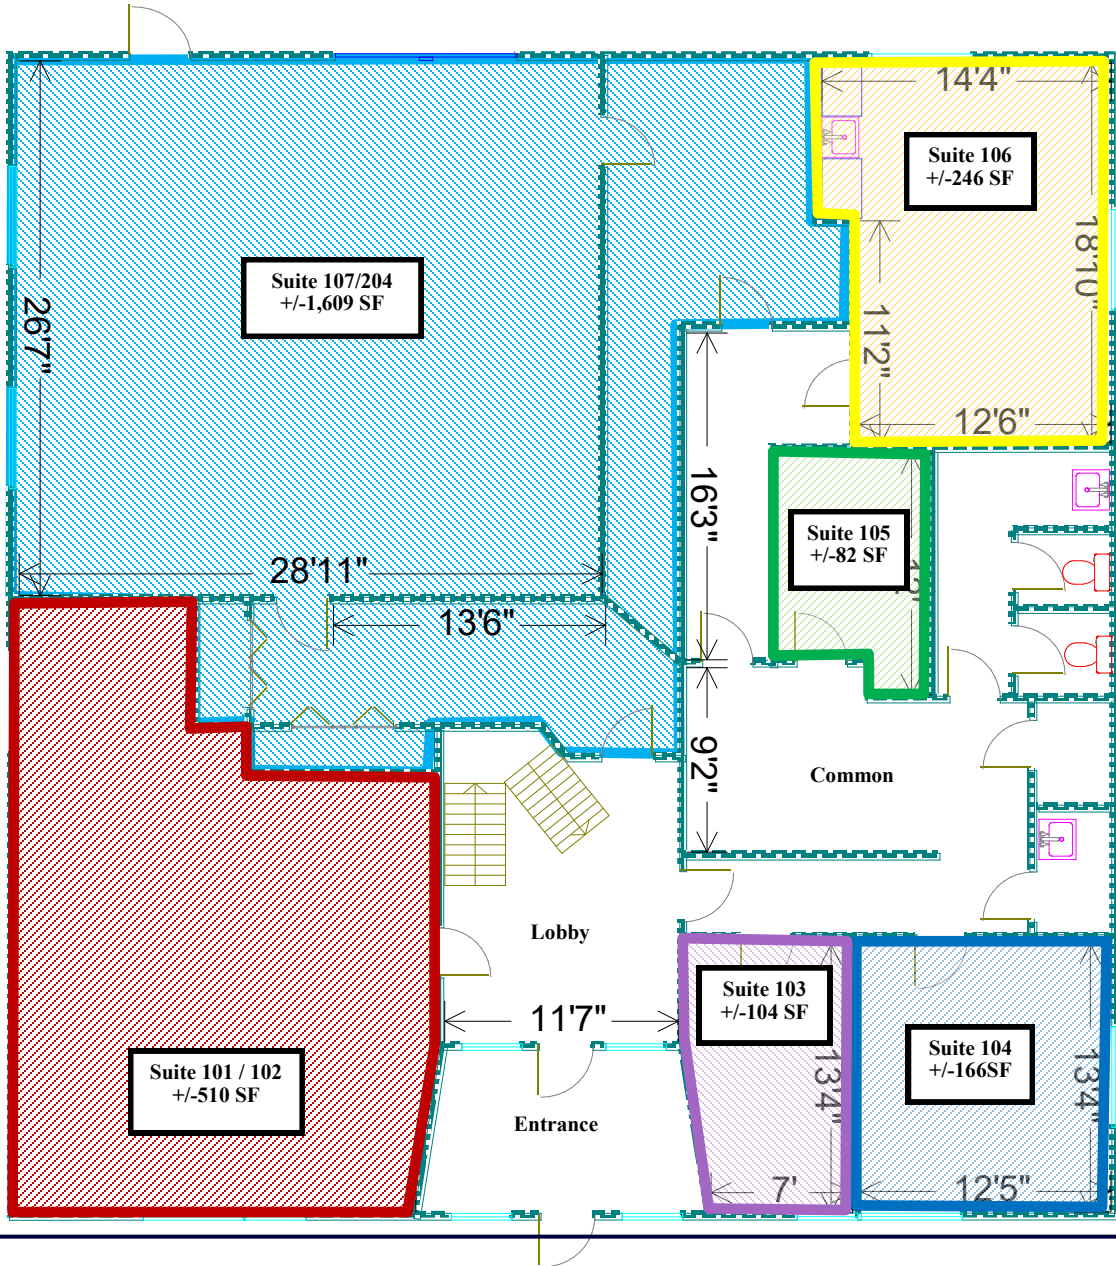 14'4"
Suite 106
+/-246 SF
18'10"
Suite 107/204
+/-1,609 SF
26'7"
11'2"
12'6"
16'3"
Suite 105
+/-82 SF
28'11"
13'6"
9'2"
Common
Lobby
Suite 103
+/-104 SF
11'7"
Suite 104
+/-166SF
Suite 101 / 102
+/-510 SF
13'4"
13'4"
Entrance
7'
12'5"